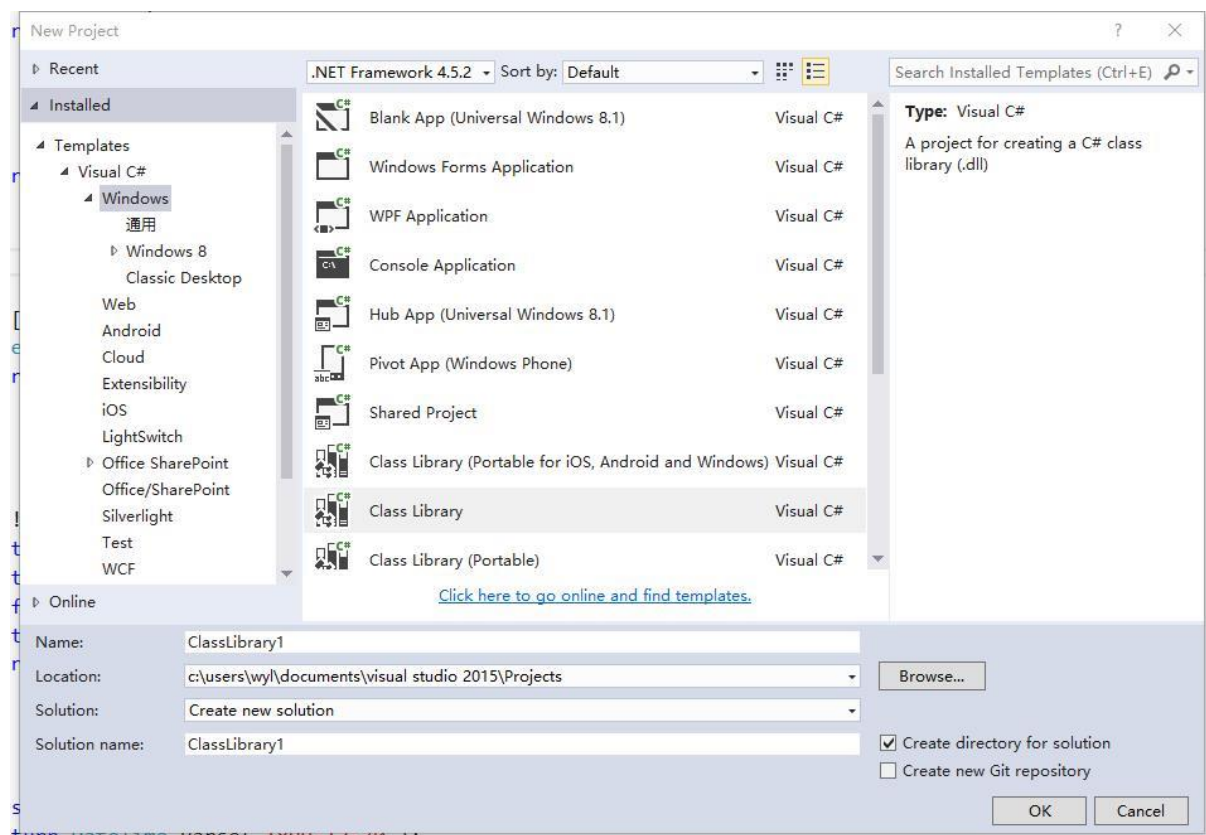 New Project
?
Recent
.NET Framework 4.5.2 Sort by: Default
Search Installed Templates (Ctrl+E)
Installed
Templates
Visual C#
Windows
通用
Windows 8
Classic Desktop
Web
Android
Cloud
Extensibility
iOS
LightSwitch
Office SharePoint
Office/SharePoint
Silverlight
Test
WCF
Online
Blank App (Universal Windows 8.1) Visual C#
Windows Forms Application Visual C#
WPF Application Visual C#
Console Application Visual C#
Hub App (Universal Windows 8.1) Visual C#
Pivot App (Windows Phone) Visual C#
Shared Project Visual C#
Class Library (Portable for iOS, Android and Windows) Visual C#
Class Library Visual C#
Class Library (Portable) Visual C#
Click here to go online and find templates.
Type: Visual C#
A project for creating a C# class
library (.dll)
Name: ClassLibrary1
Location: c:\users\wyl\documents\visual studio 2015\Projects
Browse...
Solution: Create new solution
Solution name: ClassLibrary1
Create directory for solution
Create new Git repository
OK Cancel